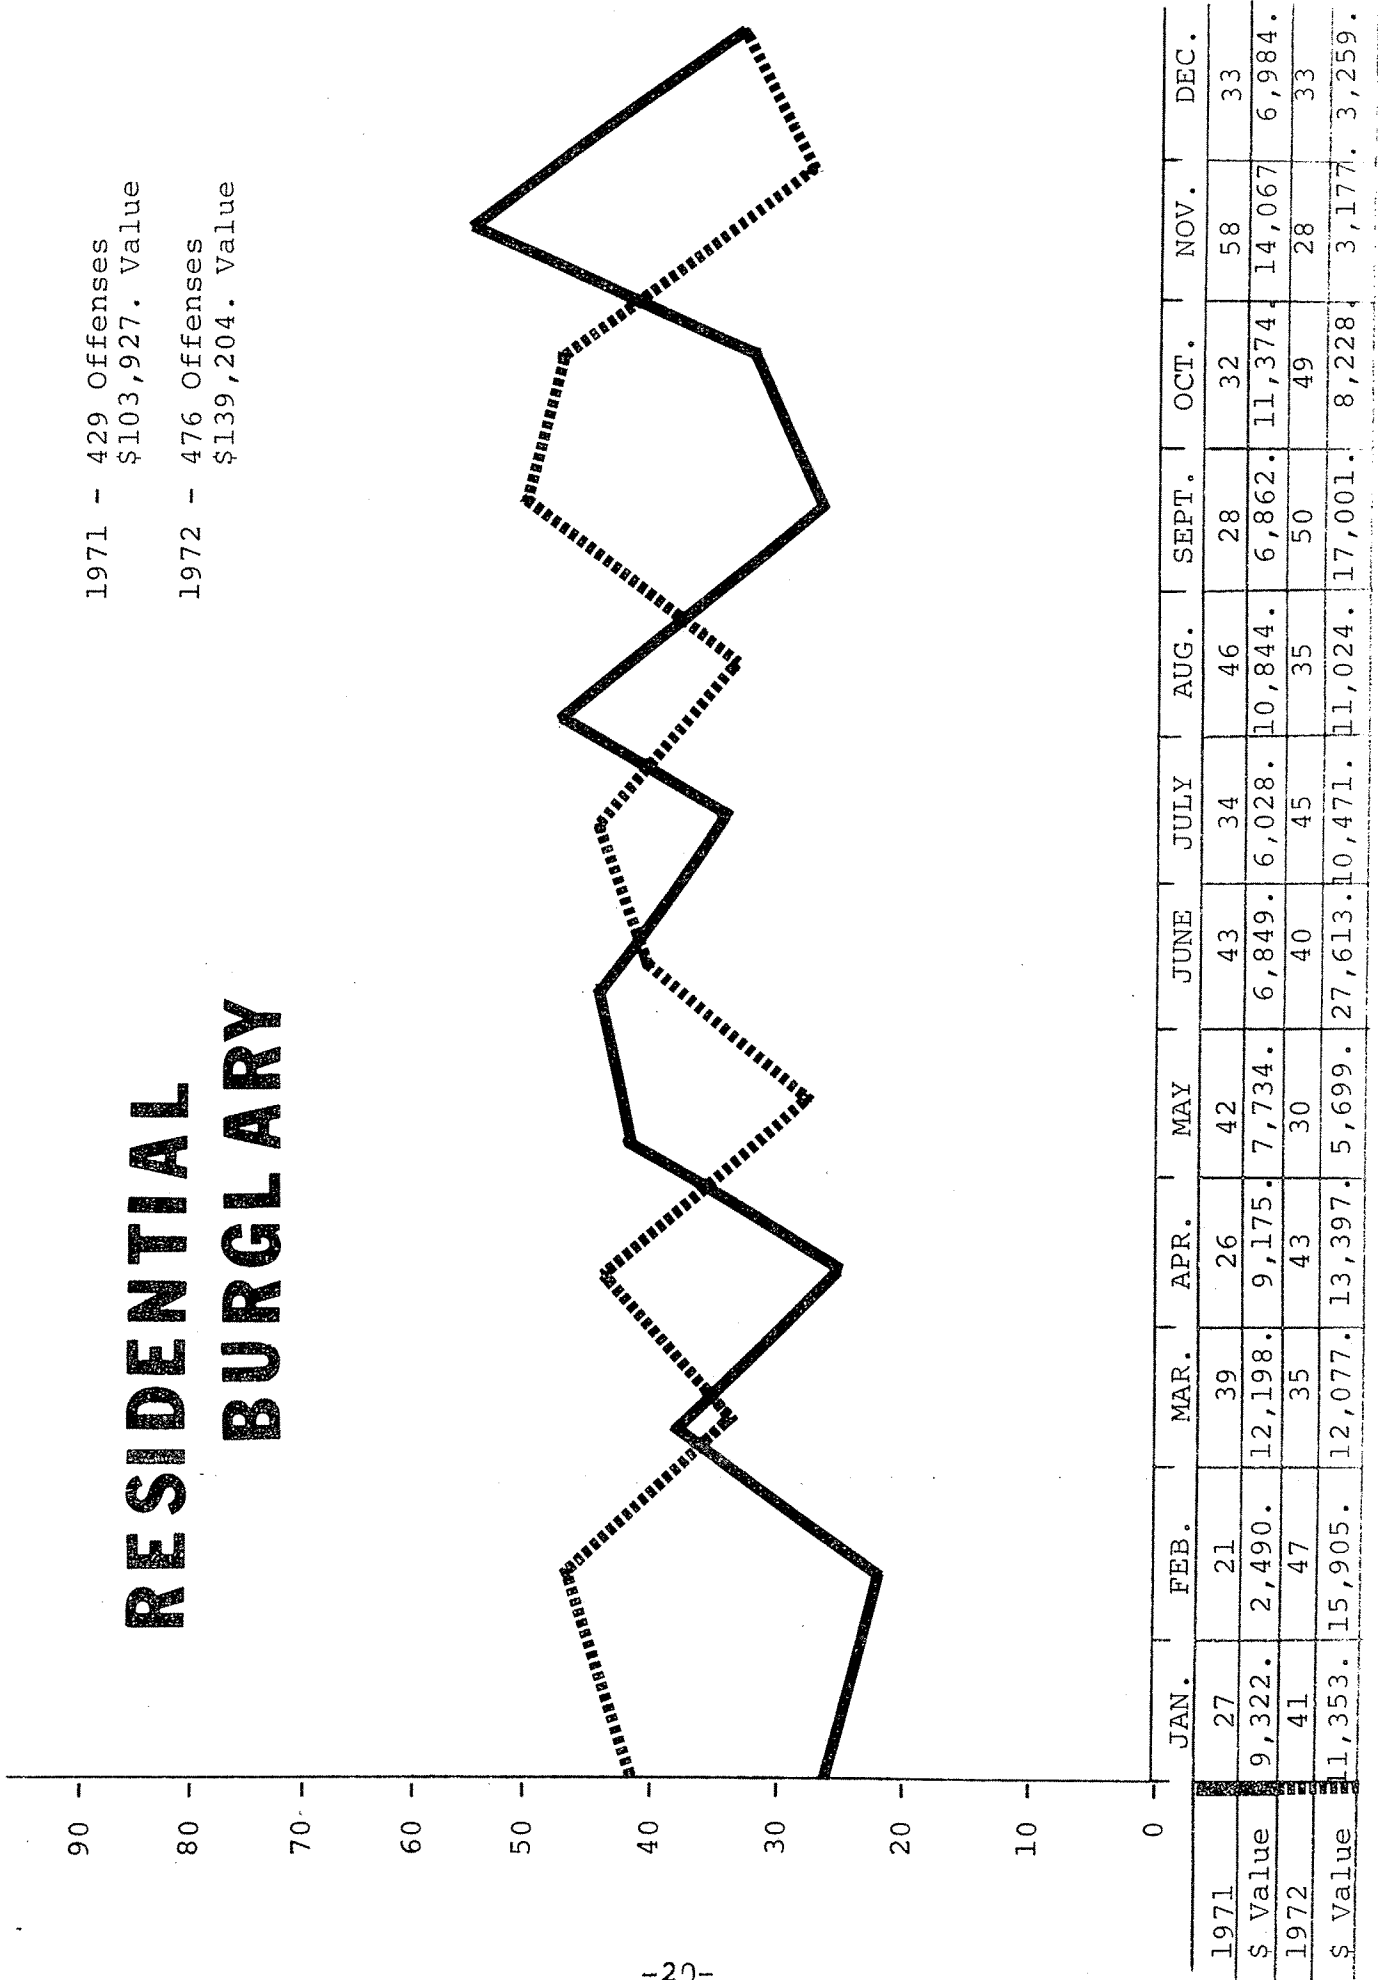 RESIDENTIAL
BURGLARY
1971 - 429 Offenses
$103,927. Value
1972 - 476 Offenses
$139,204. Value
90
80
70
60
50
40
30
20
10
0
JAN. FEB. MAR. APR. MAY JUNE JULY AUG. SEPT. OCT. NOV. DEC.
1971 27 21 39 26 42 43 34 46 28 32 58 33
$ Value 9,322. 2,490. 12,198. 9,175. 7,734. 6,849. 6,028. 10,844. 6,862. 11,374. 14,067 6,984.
1972 41 47 35 43 30 40 45 35 50 49 28 33
$ Value 11,353. 15,905. 12,077. 13,397. 5,699. 27,613. 10,471. 11,024. 17,001. 8,228. 3,177. 3,259.
-20-